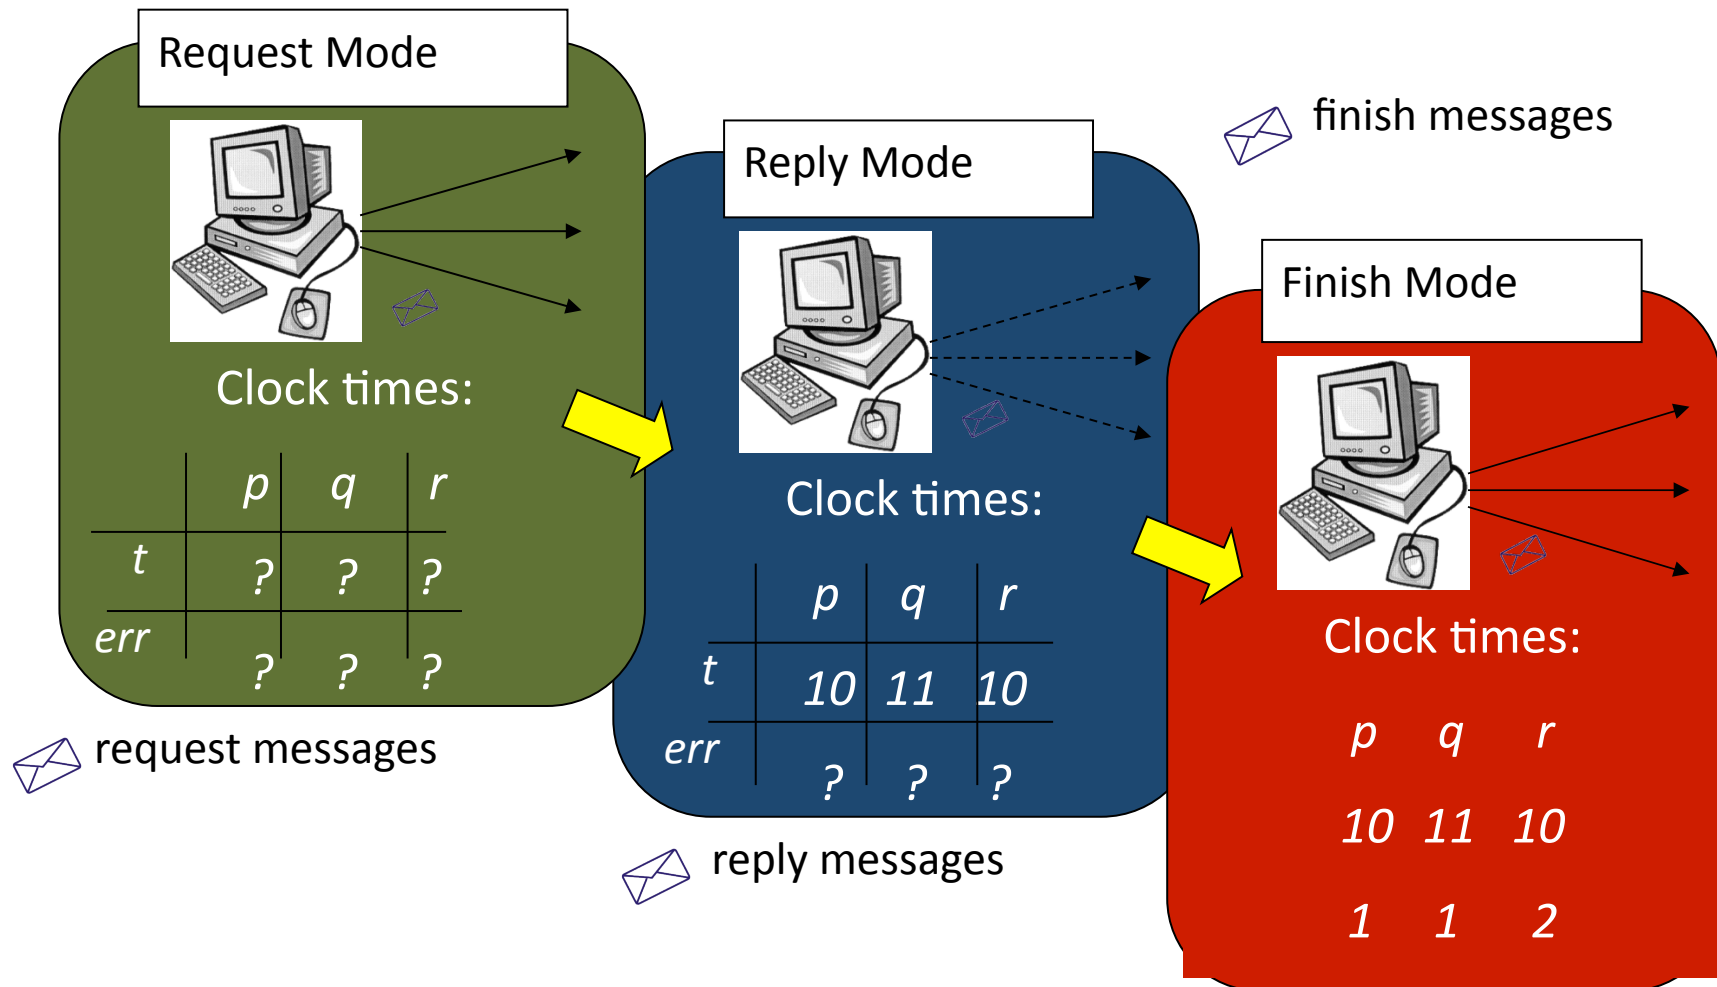 Request Mode
Clock times:
p q r
t ? ? ?
err ? ? ?
request messages
Reply Mode
Clock times:
p q r
t 10 11 10
err ? ? ?
reply messages
finish messages
Finish Mode
Clock times:
p q r
10 11 10
1 1 2